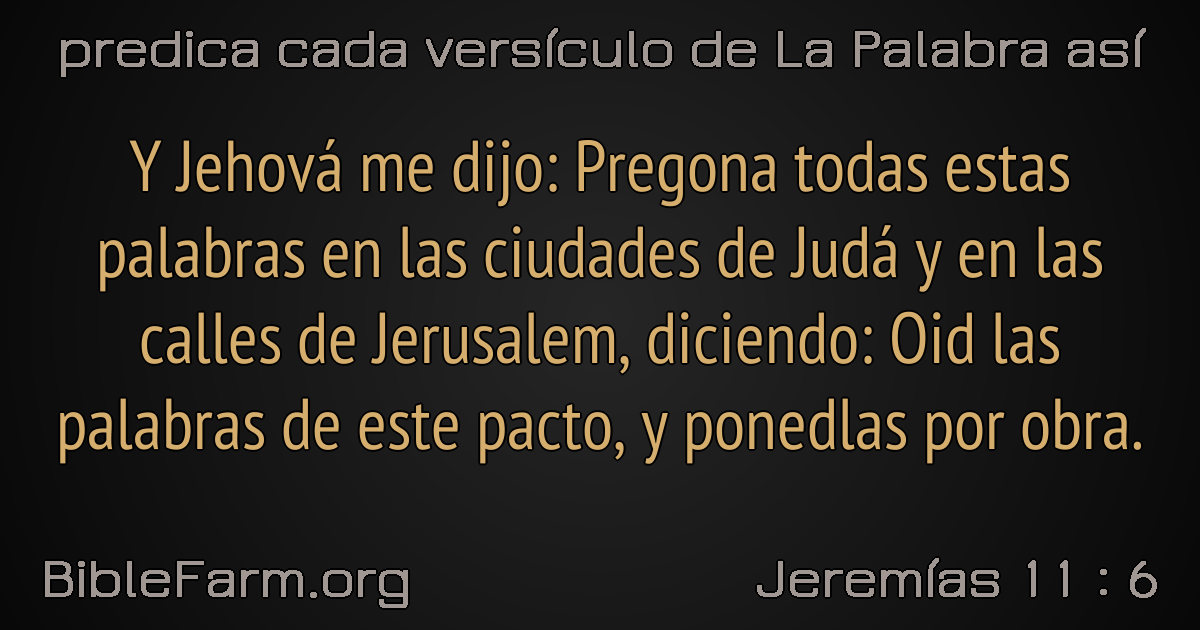 predica cada versículo de La Palabra así
Y Jehová me dijo: Pregona todas estas
palabras en las ciudades de Judá y en las
calles de Jerusalem, diciendo: Oid las
palabras de este pacto, y ponedlas por obra.
BibleFarm.org
Jeremías 11 : 6